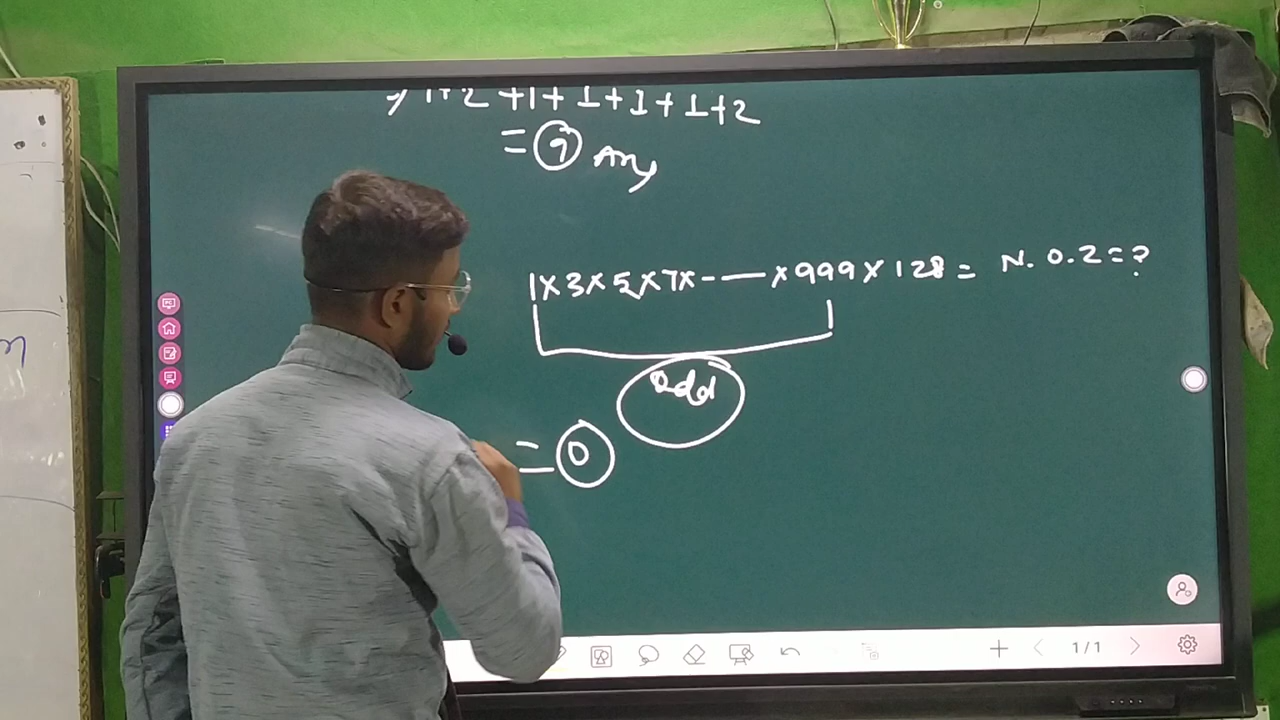 ⇒ 1+2+1+1+1+1+2
= 9 Ans
1×3×5×7×-——×999×128= N.O.Z=?
Odd
= 0
1/1